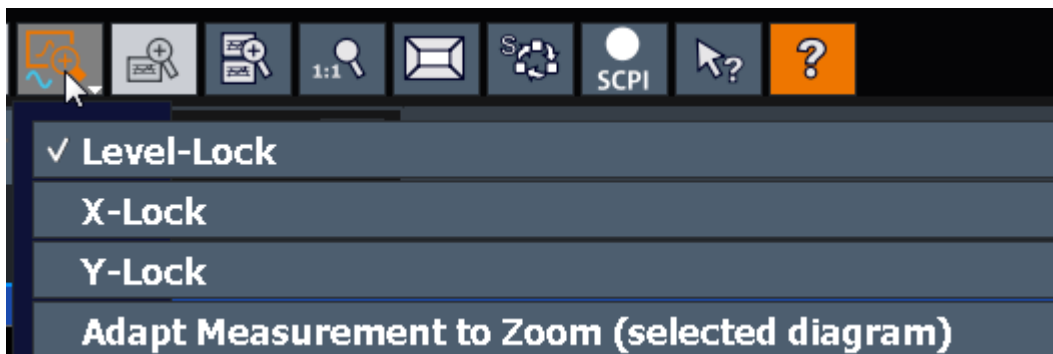 1:1
S
SCPI
?
?
✓ Level-Lock
X-Lock
Y-Lock
Adapt Measurement to Zoom (selected diagram)